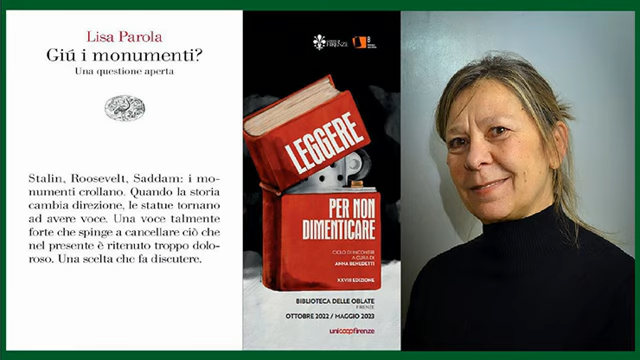 Lisa Parola
Giú i monumenti?
Una questione aperta
Stalin, Roosevelt, Saddam: i mo-
numenti crollano. Quando la storia
cambia direzione, le statue tornano
ad avere voce. Una voce talmente
forte che spinge a cancellare ciò che
nel presente è ritenuto troppo dolo-
roso. Una scelta che fa discutere.
FIRENZE
LEGGERE
PER NON
DIMENTICARE
CICLO D'INCONTRI
A CURA DI
ANNA BENEDETTI
XXVIII EDIZIONE
BIBLIOTECA DELLE OBLATE
FIRENZE
OTTOBRE 2022 / MAGGIO 2023
unicoopfirenze